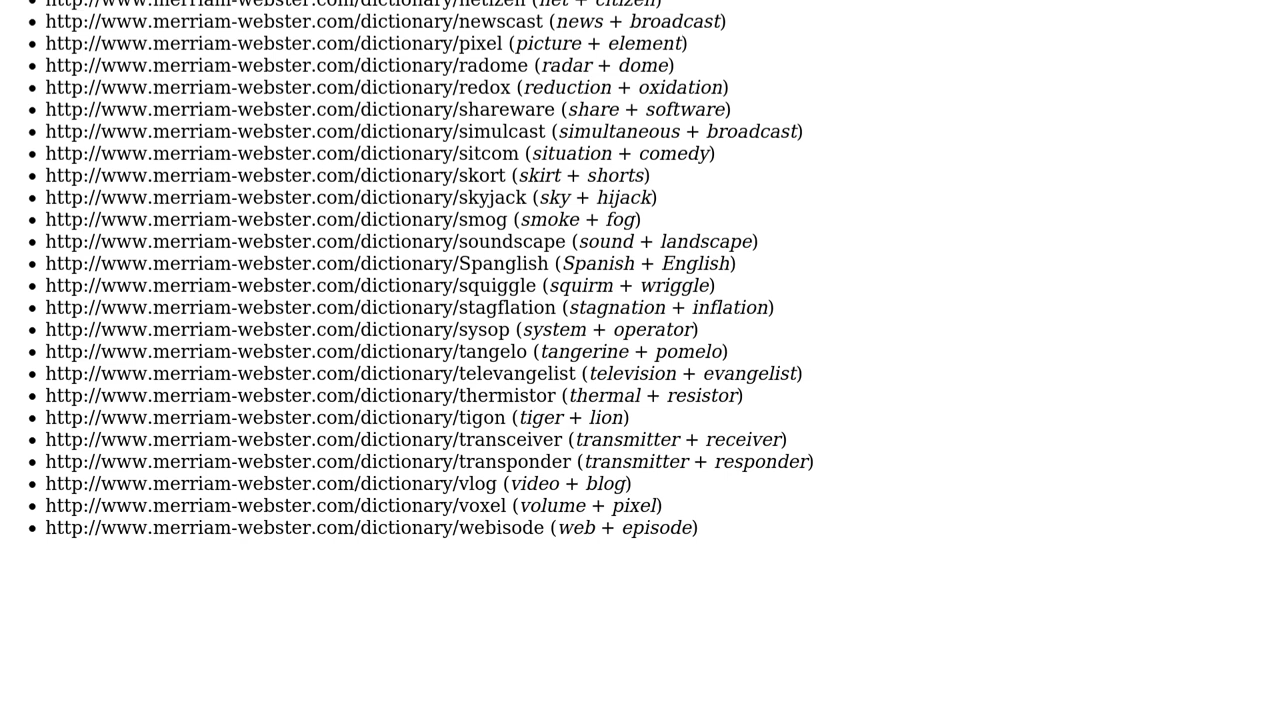 • http://www.merriam-webster.com/dictionary/netizen (net + citizen)
• http://www.merriam-webster.com/dictionary/newscast (news + broadcast)
• http://www.merriam-webster.com/dictionary/pixel (picture + element)
• http://www.merriam-webster.com/dictionary/radome (radar + dome)
• http://www.merriam-webster.com/dictionary/redox (reduction + oxidation)
• http://www.merriam-webster.com/dictionary/shareware (share + software)
• http://www.merriam-webster.com/dictionary/simulcast (simultaneous + broadcast)
• http://www.merriam-webster.com/dictionary/sitcom (situation + comedy)
• http://www.merriam-webster.com/dictionary/skort (skirt + shorts)
• http://www.merriam-webster.com/dictionary/skyjack (sky + hijack)
• http://www.merriam-webster.com/dictionary/smog (smoke + fog)
• http://www.merriam-webster.com/dictionary/soundscape (sound + landscape)
• http://www.merriam-webster.com/dictionary/Spanglish (Spanish + English)
• http://www.merriam-webster.com/dictionary/squiggle (squirm + wriggle)
• http://www.merriam-webster.com/dictionary/stagflation (stagnation + inflation)
• http://www.merriam-webster.com/dictionary/sysop (system + operator)
• http://www.merriam-webster.com/dictionary/tangelo (tangerine + pomelo)
• http://www.merriam-webster.com/dictionary/televangelist (television + evangelist)
• http://www.merriam-webster.com/dictionary/thermistor (thermal + resistor)
• http://www.merriam-webster.com/dictionary/tigon (tiger + lion)
• http://www.merriam-webster.com/dictionary/transceiver (transmitter + receiver)
• http://www.merriam-webster.com/dictionary/transponder (transmitter + responder)
• http://www.merriam-webster.com/dictionary/vlog (video + blog)
• http://www.merriam-webster.com/dictionary/voxel (volume + pixel)
• http://www.merriam-webster.com/dictionary/webisode (web + episode)